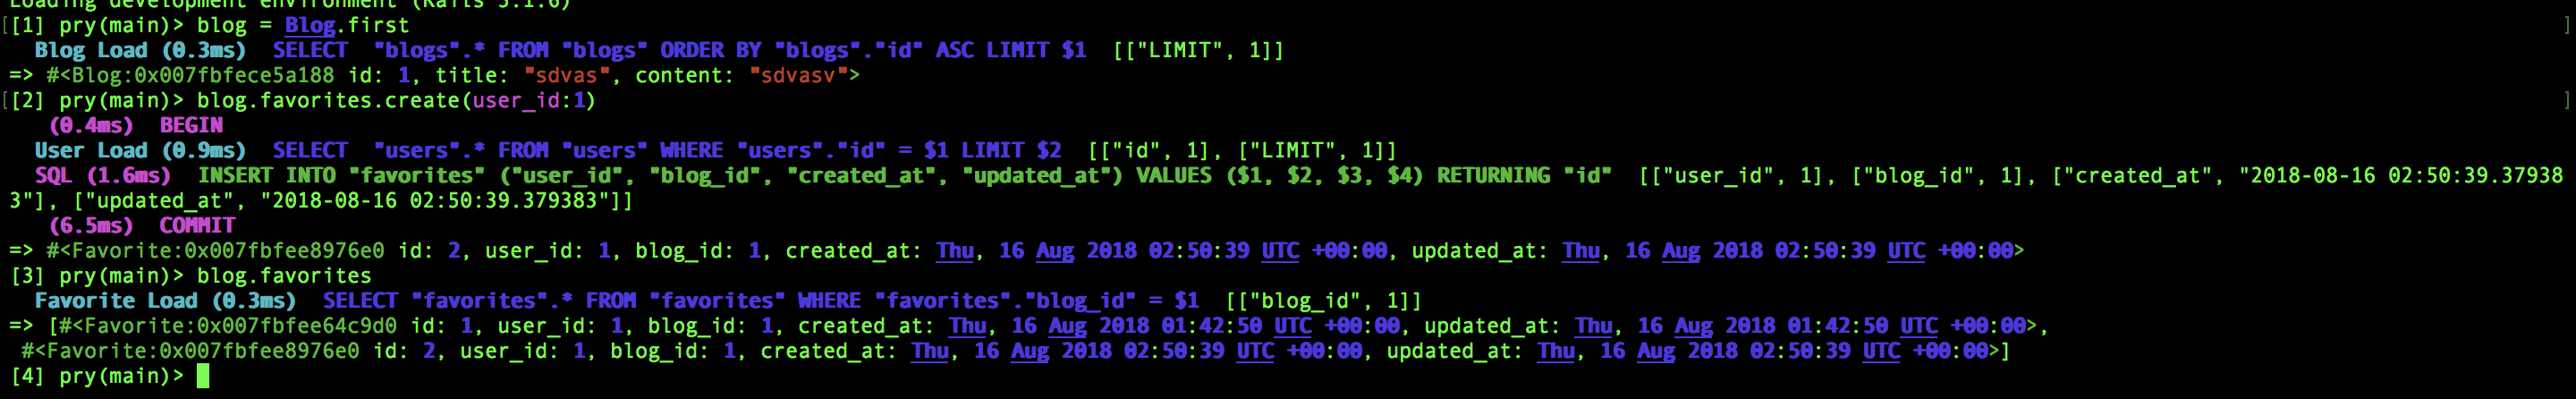 Loading development environment (Rails 5.1.6)
[[1] pry(main)> blog = Blog.first ]
Blog Load (0.3ms)  SELECT  "blogs".* FROM "blogs" ORDER BY "blogs"."id" ASC LIMIT $1  [["LIMIT", 1]]
=> #<Blog:0x007fbfece5a188 id: 1, title: "sdvas", content: "sdvasv">
[[2] pry(main)> blog.favorites.create(user_id:1) ]
(0.4ms)  BEGIN
User Load (0.9ms)  SELECT  "users".* FROM "users" WHERE "users"."id" = $1 LIMIT $2  [["id", 1], ["LIMIT", 1]]
SQL (1.6ms)  INSERT INTO "favorites" ("user_id", "blog_id", "created_at", "updated_at") VALUES ($1, $2, $3, $4) RETURNING "id"  [["user_id", 1], ["blog_id", 1], ["created_at", "2018-08-16 02:50:39.37938
3"], ["updated_at", "2018-08-16 02:50:39.379383"]]
(6.5ms)  COMMIT
=> #<Favorite:0x007fbfee8976e0 id: 2, user_id: 1, blog_id: 1, created_at: Thu, 16 Aug 2018 02:50:39 UTC +00:00, updated_at: Thu, 16 Aug 2018 02:50:39 UTC +00:00>
[3] pry(main)> blog.favorites
Favorite Load (0.3ms)  SELECT "favorites".* FROM "favorites" WHERE "favorites"."blog_id" = $1  [["blog_id", 1]]
=> [#<Favorite:0x007fbfee64c9d0 id: 1, user_id: 1, blog_id: 1, created_at: Thu, 16 Aug 2018 01:42:50 UTC +00:00, updated_at: Thu, 16 Aug 2018 01:42:50 UTC +00:00>,
#<Favorite:0x007fbfee8976e0 id: 2, user_id: 1, blog_id: 1, created_at: Thu, 16 Aug 2018 02:50:39 UTC +00:00, updated_at: Thu, 16 Aug 2018 02:50:39 UTC +00:00>]
[4] pry(main)>